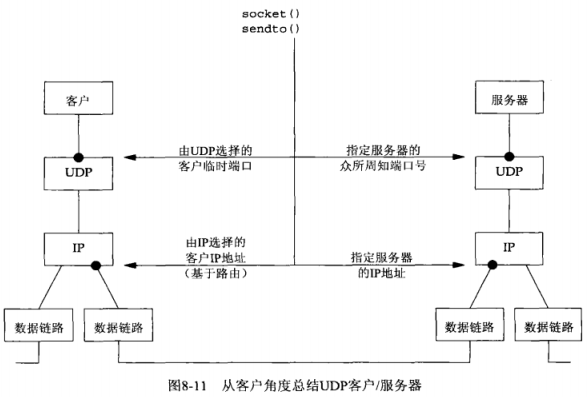 socket()
sendto()
客户
服务器
由UDP选择的
客户临时端口
指定服务器的
众所周知端口号
UDP
UDP
IP
由IP选择的
客户IP地址
（基于路由）
指定服务器
的IP地址
IP
数据链路
数据链路
数据链路
数据链路
图8-11 从客户角度总结UDP客户/服务器